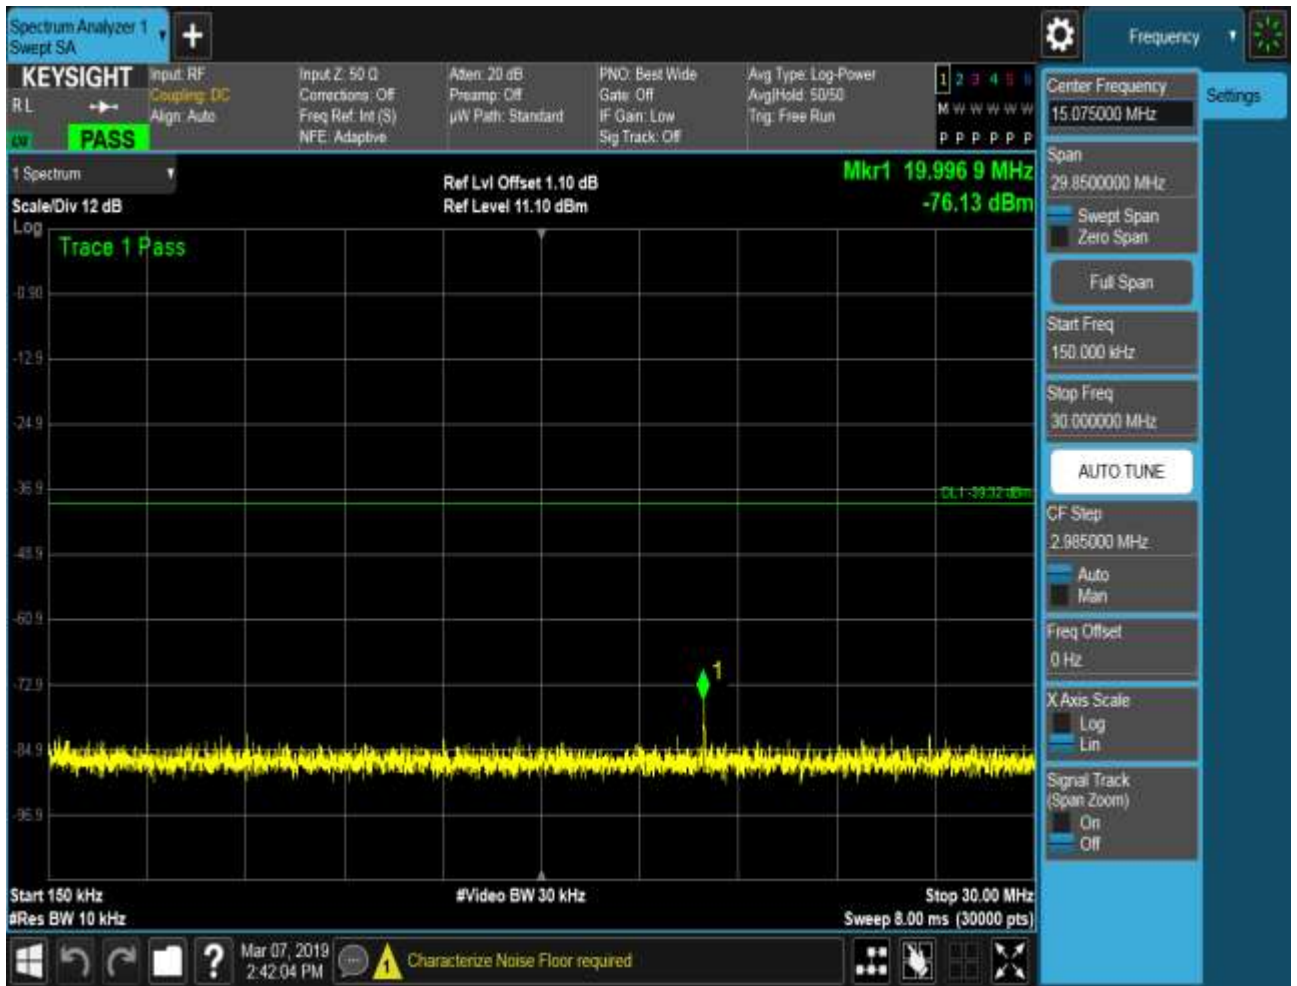 Spectrum Analyzer 1
Swept SA
Frequency
KEYSIGHT
R L
PASS
Input: RF
Coupling: DC
Align: Auto
Input Z: 50 Ω
Corrections: Off
Freq Ref: Int (S)
NFE: Adaptive
Atten: 20 dB
Preamp: Off
µW Path: Standard
PNO: Best Wide
Gate: Off
IF Gain: Low
Sig Track: Off
Avg Type: Log-Power
Avg|Hold: 50/50
Trig: Free Run
1 2 3 4 5 6
M W W W W W
P P P P P P
1 Spectrum
Scale/Div 12 dB
Log
Ref Lvl Offset 1.10 dB
Ref Level 11.10 dBm
Mkr1 19.996 9 MHz
-76.13 dBm
Trace 1 Pass
-0.90
-12.9
-24.9
-36.9
DL1 -39.32 dBm
-48.9
-60.9
1
-72.9
-84.9
-96.9
Start 150 kHz
#Video BW 30 kHz
Stop 30.00 MHz
#Res BW 10 kHz
Sweep 8.00 ms (30000 pts)
Center Frequency
15.075000 MHz
Settings
Span
29.8500000 MHz
Swept Span
Zero Span
Full Span
Start Freq
150.000 kHz
Stop Freq
30.000000 MHz
AUTO TUNE
CF Step
2.985000 MHz
Auto
Man
Freq Offset
0 Hz
X Axis Scale
Log
Lin
Signal Track
(Span Zoom)
On
Off
?
Mar 07, 2019
2:42:04 PM
1
Characterize Noise Floor required